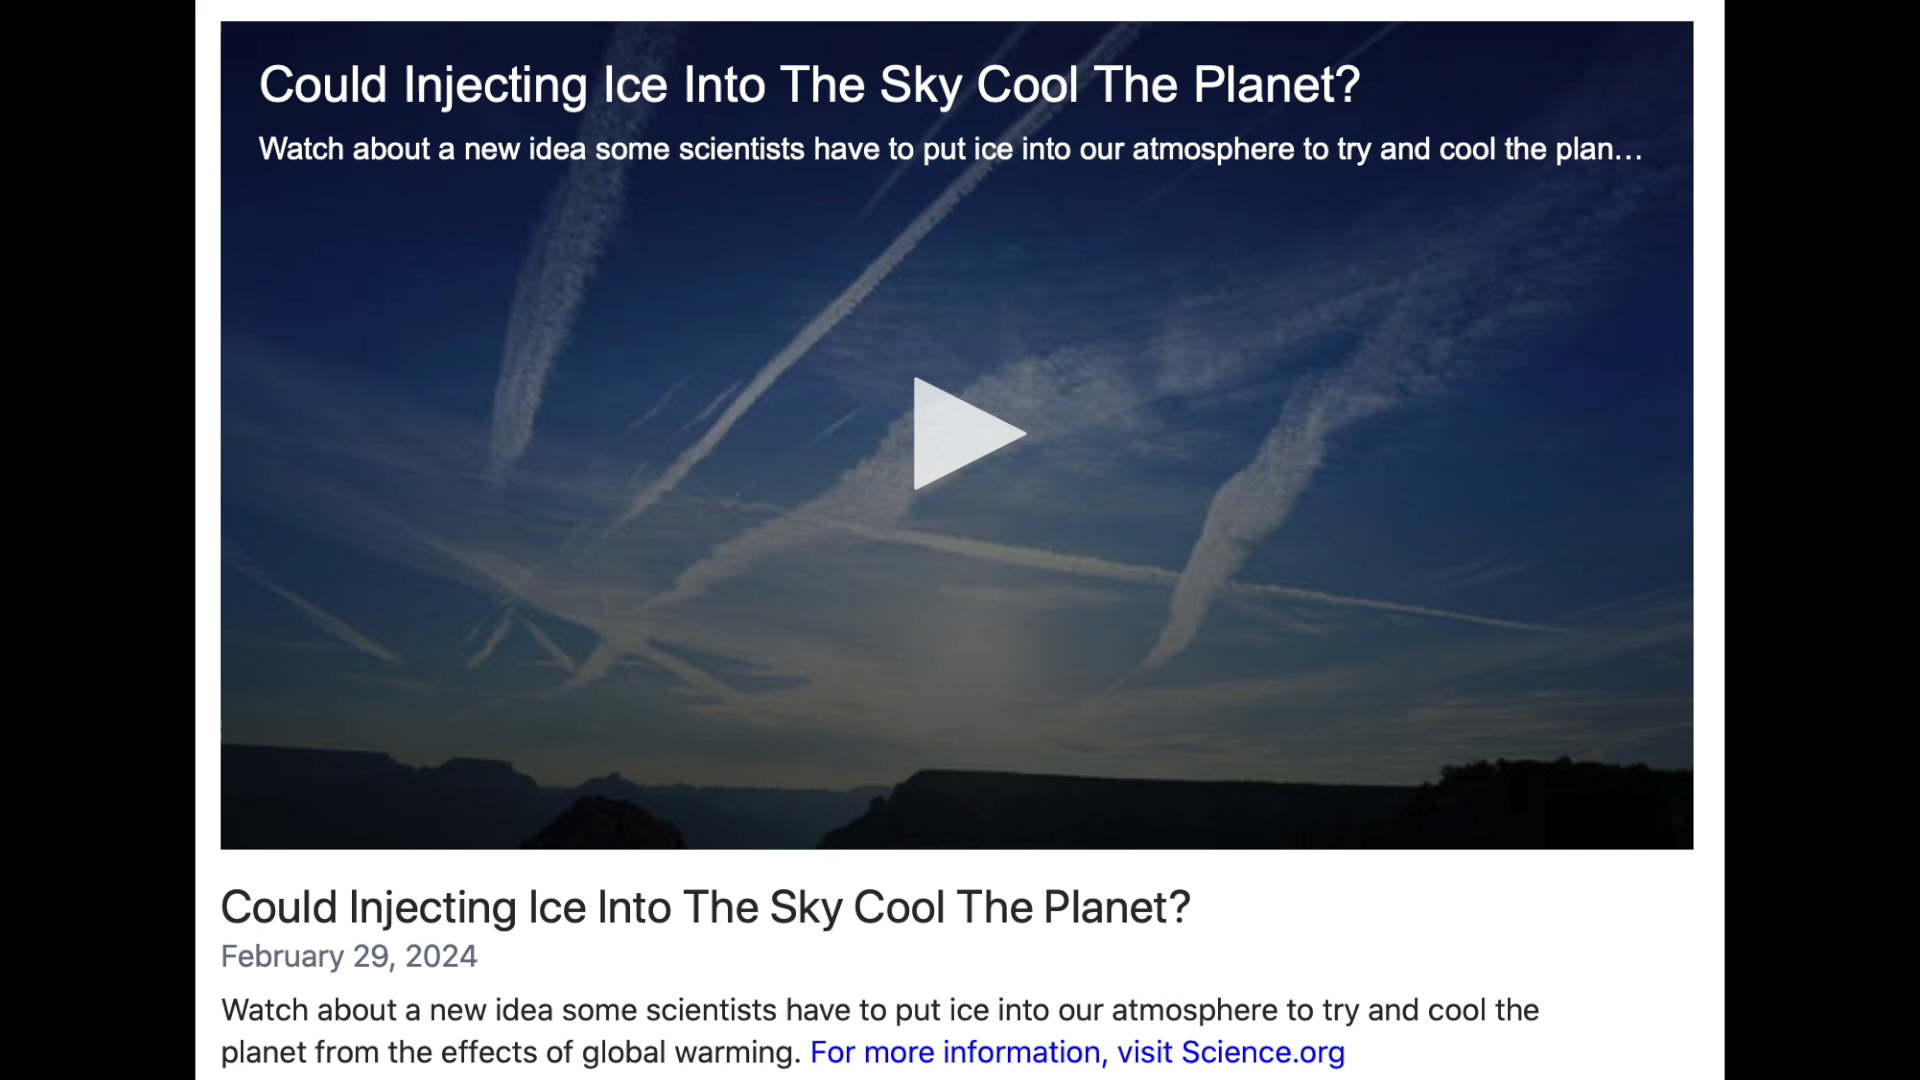 Could Injecting Ice Into The Sky Cool The Planet?
Watch about a new idea some scientists have to put ice into our atmosphere to try and cool the plan...
Could Injecting Ice Into The Sky Cool The Planet?
February 29, 2024
Watch about a new idea some scientists have to put ice into our atmosphere to try and cool the
planet from the effects of global warming. For more information, visit Science.org